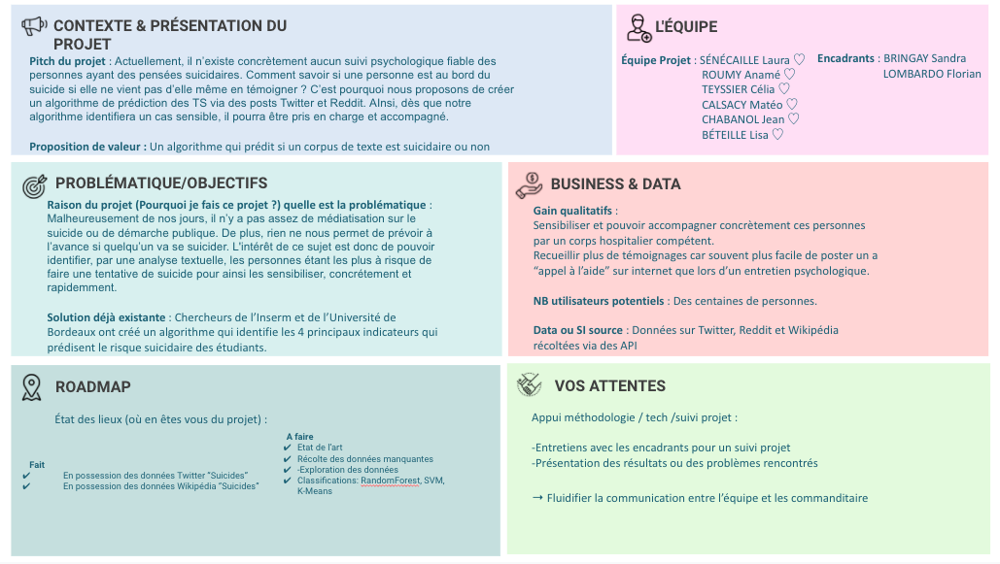 CONTEXTE & PRÉSENTATION DU
PROJET
Pitch du projet : Actuellement, il n'existe concrètement aucun suivi psychologique fiable des
personnes ayant des pensées suicidaires. Comment savoir si une personne est au bord du
suicide si elle ne vient pas d'elle même en témoigner ? C'est pourquoi nous proposons de créer
un algorithme de prédiction des TS via des posts Twitter et Reddit. AInsi, dès que notre
algorithme identifiera un cas sensible, il pourra être pris en charge et accompagné.
Proposition de valeur : Un algorithme qui prédit si un corpus de texte est suicidaire ou non
L'ÉQUIPE
Équipe Projet : SÉNÉCAILLE Laura ♡
ROUMY Anamé ♡
TEYSSIER Célia ♡
CALSACY Matéo ♡
CHABANOL Jean ♡
BÉTEILLE Lisa ♡
Encadrants : BRINGAY Sandra
LOMBARDO Florian
PROBLÉMATIQUE/OBJECTIFS
Raison du projet (Pourquoi je fais ce projet ?) quelle est la problématique :
Malheureusement de nos jours, il n'y a pas assez de médiatisation sur le
suicide ou de démarche publique. De plus, rien ne nous permet de prévoir à
l'avance si quelqu'un va se suicider. L'intérêt de ce sujet est donc de pouvoir
identifier, par une analyse textuelle, les personnes étant les plus à risque de
faire une tentative de suicide pour ainsi les sensibiliser, concrétement et
rapidemment.
Solution déjà existante : Chercheurs de l'Inserm et de l'Université de
Bordeaux ont créé un algorithme qui identifie les 4 principaux indicateurs qui
prédisent le risque suicidaire des étudiants.
BUSINESS & DATA
Gain qualitatifs :
Sensibiliser et pouvoir accompagner concrètement ces personnes
par un corps hospitalier compétent.
Recueillir plus de témoignages car souvent plus facile de poster un a
"appel à l'aide" sur internet que lors d'un entretien psychologique.
NB utilisateurs potentiels : Des centaines de personnes.
Data ou SI source : Données sur Twitter, Reddit et Wikipédia
récoltées via des API
ROADMAP
État des lieux (où en êtes vous du projet) :
Fait
✔ En possession des données Twitter "Suicides"
✔ En possession des données Wikipédia "Suicides"
A faire
✔ Etat de l'art
✔ Récolte des données manquantes
✔ -Exploration des données
✔ Classifications: RandomForest, SVM,
K-Means
VOS ATTENTES
Appui méthodologie / tech /suivi projet :
-Entretiens avec les encadrants pour un suivi projet
-Présentation des résultats ou des problèmes rencontrés
→ Fluidifier la communication entre l'équipe et les commanditaire